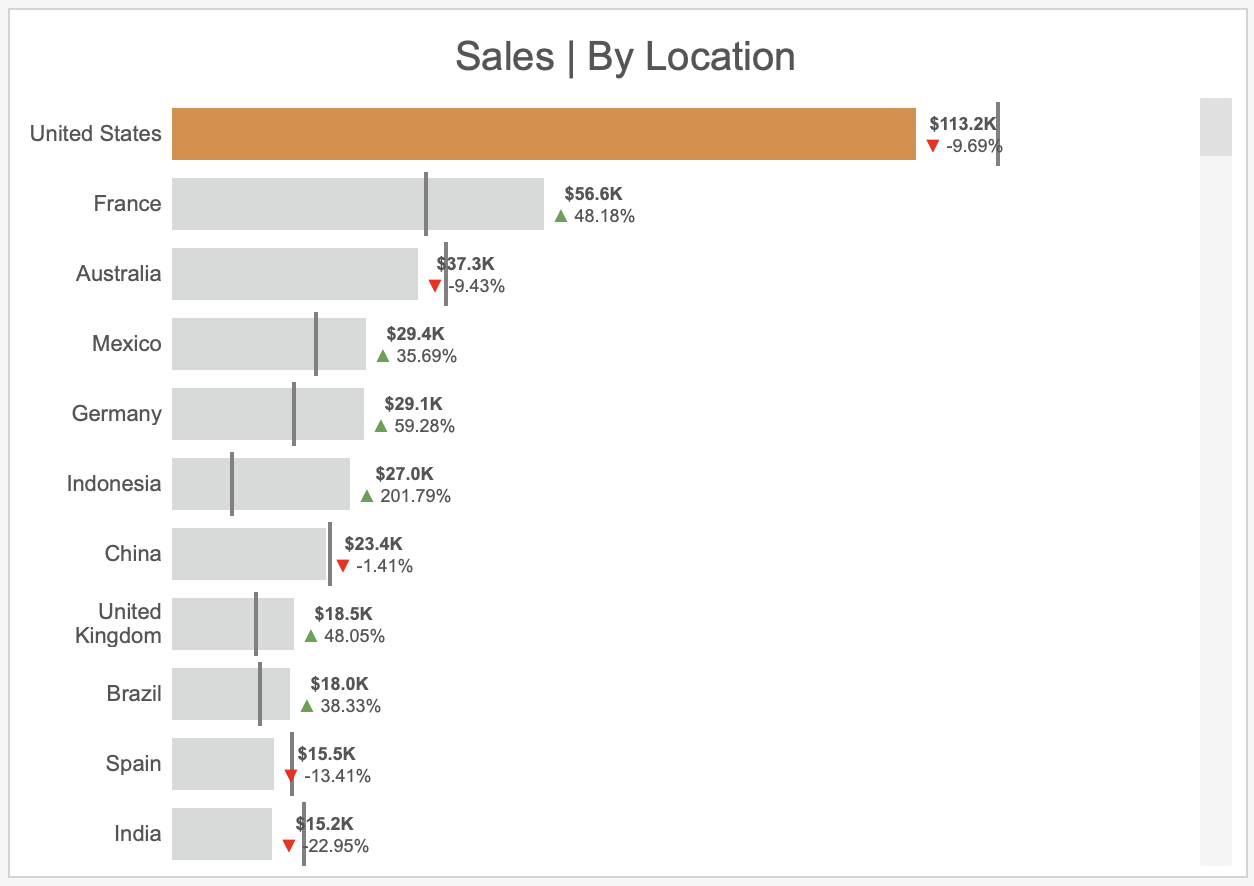 Sales | By Location
United States
$113.2K
▼ -9.69%
France
$56.6K
▲ 48.18%
Australia
$37.3K
▼ -9.43%
Mexico
$29.4K
▲ 35.69%
Germany
$29.1K
▲ 59.28%
Indonesia
$27.0K
▲ 201.79%
China
$23.4K
▼ -1.41%
United
Kingdom
$18.5K
▲ 48.05%
Brazil
$18.0K
▲ 38.33%
Spain
$15.5K
▼ -13.41%
India
$15.2K
▼ -22.95%